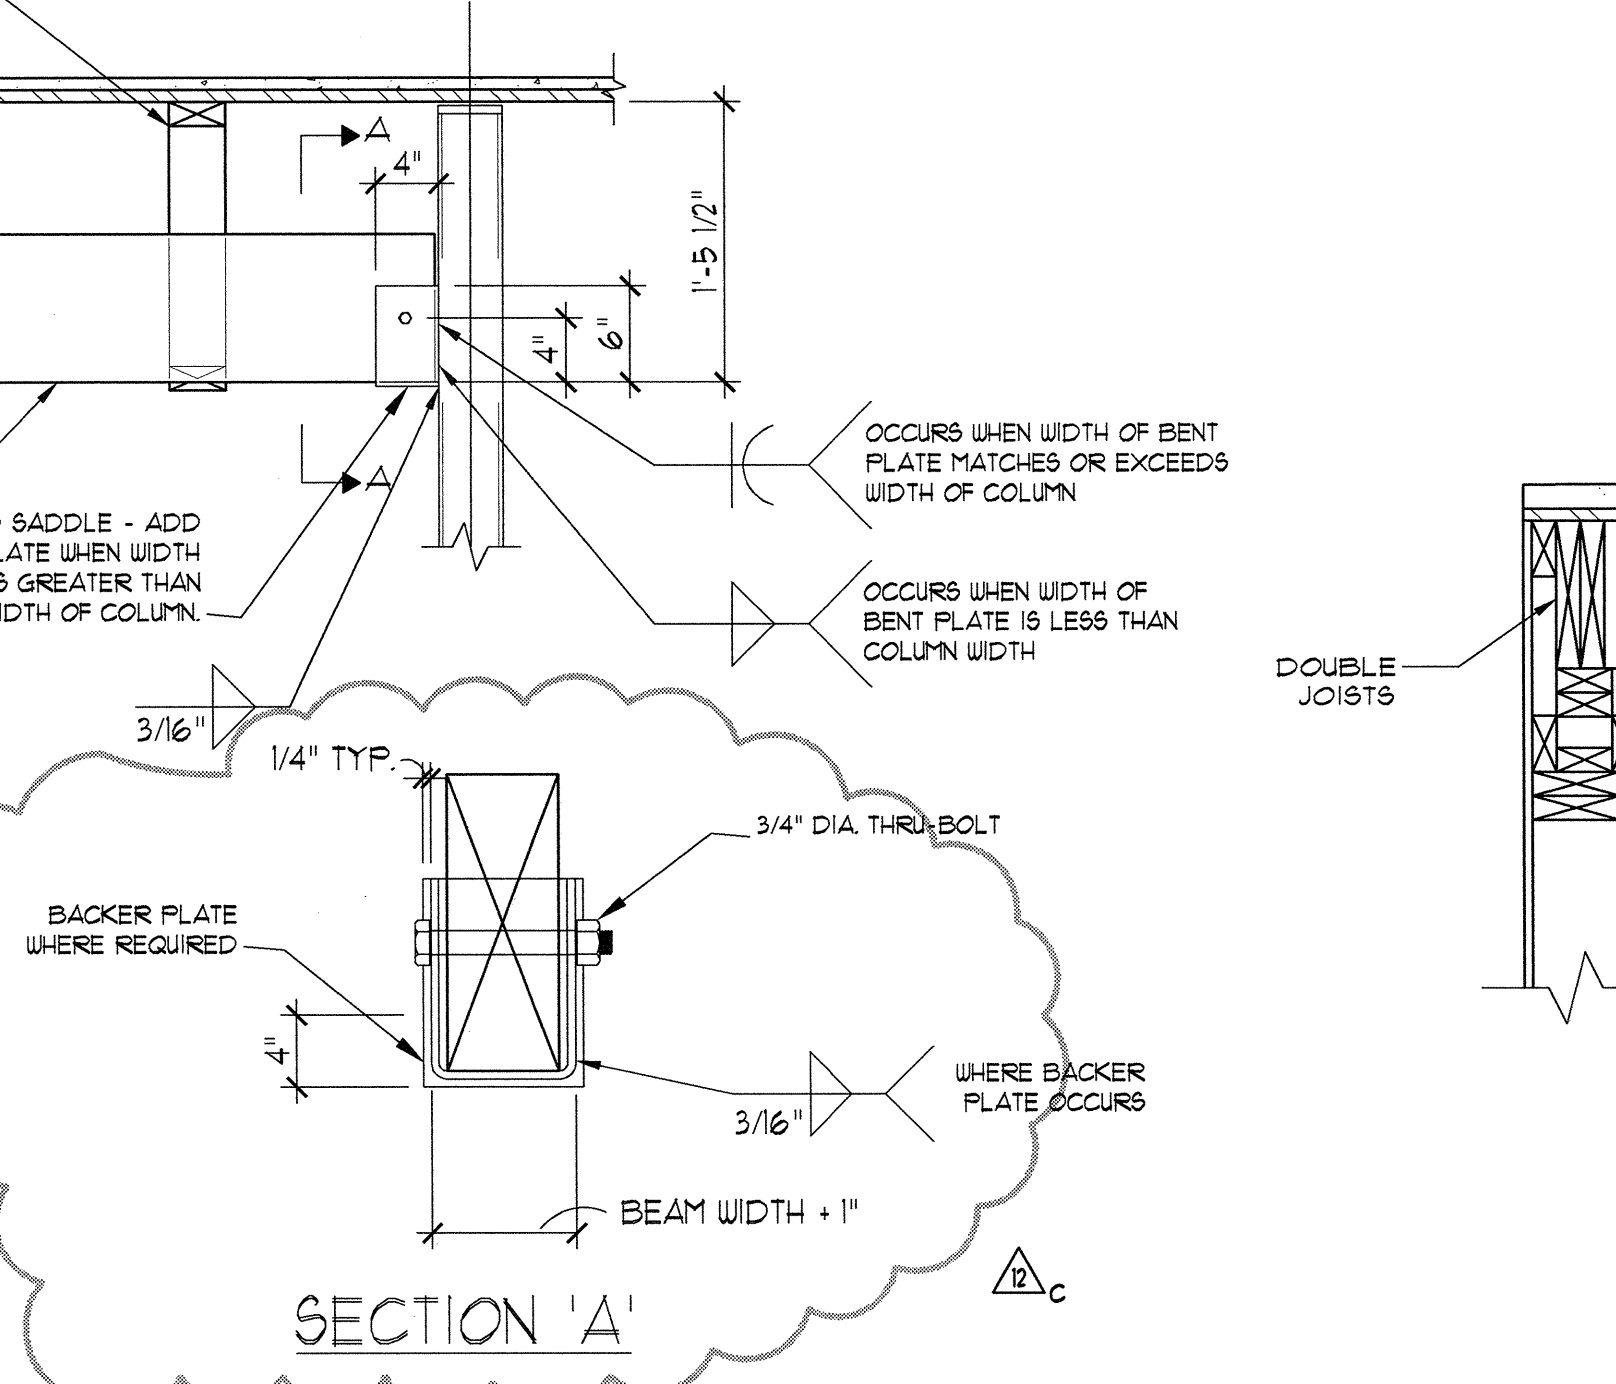 A
4"
1'-5 1/2"
6"
4"
OCCURS WHEN WIDTH OF BENT
PLATE MATCHES OR EXCEEDS
WIDTH OF COLUMN
A
SADDLE - ADD
WHEN WIDTH
GREATER THAN
OF COLUMN.
OCCURS WHEN WIDTH OF
BENT PLATE IS LESS THAN
COLUMN WIDTH
DOUBLE
JOISTS
3/16"
1/4" TYP.
3/4" DIA. THRU-BOLT
BACKER PLATE
WHERE REQUIRED
4"
WHERE BACKER
PLATE OCCURS
3/16"
BEAM WIDTH + 1"
12
C
SECTION 'A'